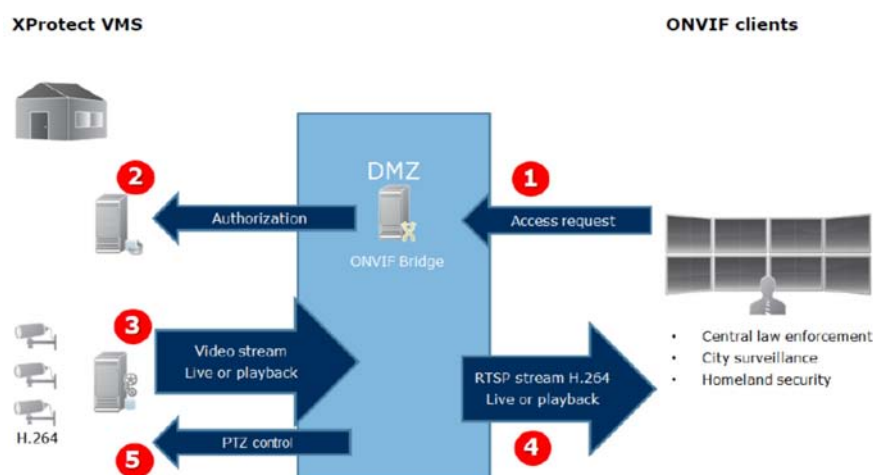 XProtect VMS
ONVIF clients
DMZ
2
1
Authorization
Access request
ONVIF Bridge
3
Video stream
Live or playback
RTSP stream H.264
Live or playback
• Central law enforcement
• City surveillance
• Homeland security
H.264
PTZ control
5
4